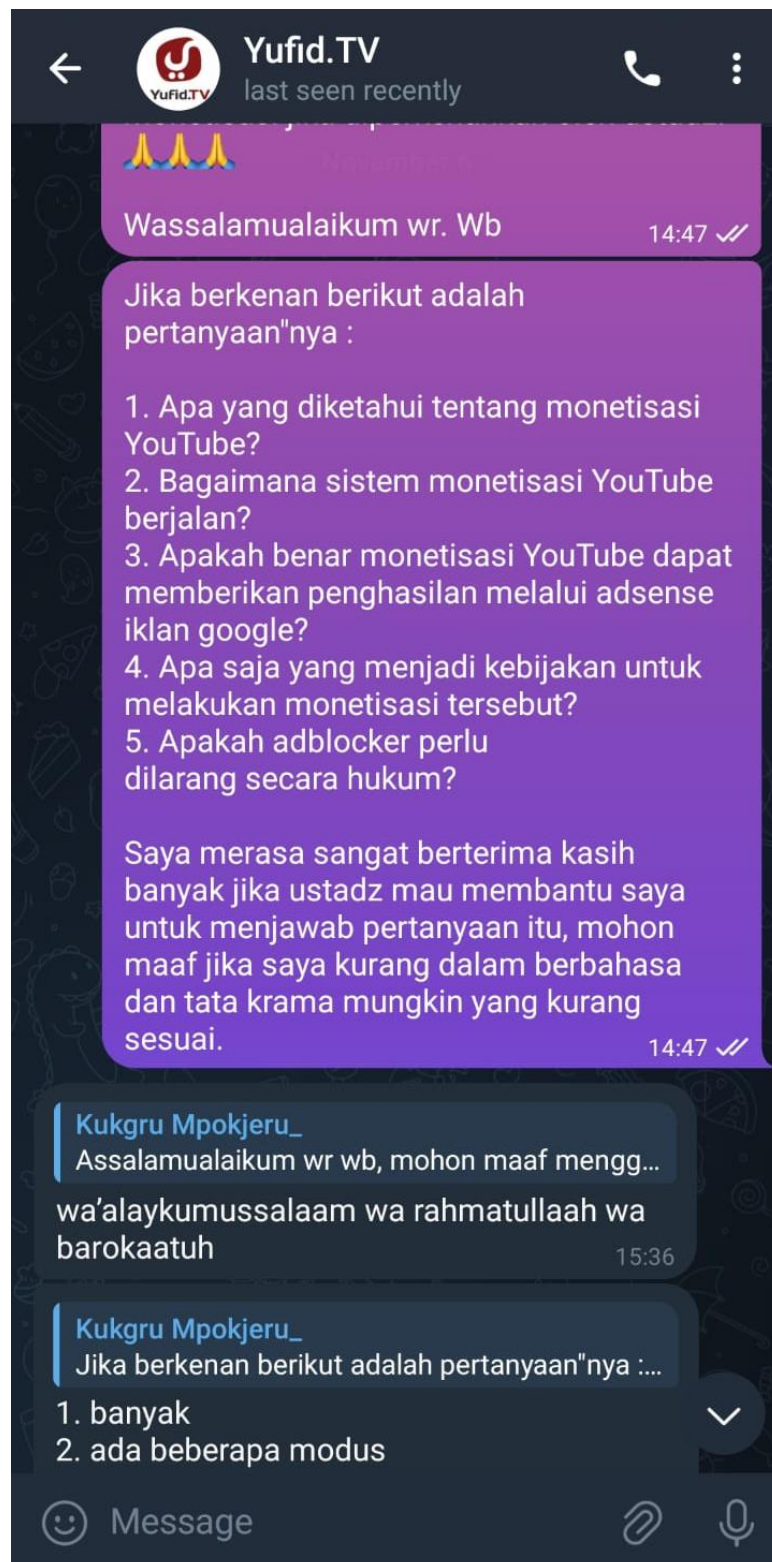 Yufid.TV
YUFID.TV
last seen recently
🙏🙏🙏
Wassalamualaikum wr. Wb
14:47
Jika berkenan berikut adalah
pertanyaan"nya :
1. Apa yang diketahui tentang monetisasi
YouTube?
2. Bagaimana sistem monetisasi YouTube
berjalan?
3. Apakah benar monetisasi YouTube dapat
memberikan penghasilan melalui adsense
iklan google?
4. Apa saja yang menjadi kebijakan untuk
melakukan monetisasi tersebut?
5. Apakah adblocker perlu
dilarang secara hukum?
Saya merasa sangat berterima kasih
banyak jika ustadz mau membantu saya
untuk menjawab pertanyaan itu, mohon
maaf jika saya kurang dalam berbahasa
dan tata krama mungkin yang kurang
sesuai.
14:47
Kukgru Mpokjeru_
Assalamualaikum wr wb, mohon maaf mengg...
wa’alaykumussalaam wa rahmatullaah wa
barokaatuh
15:36
Kukgru Mpokjeru_
Jika berkenan berikut adalah pertanyaan"nya :...
1. banyak
2. ada beberapa modus
Message